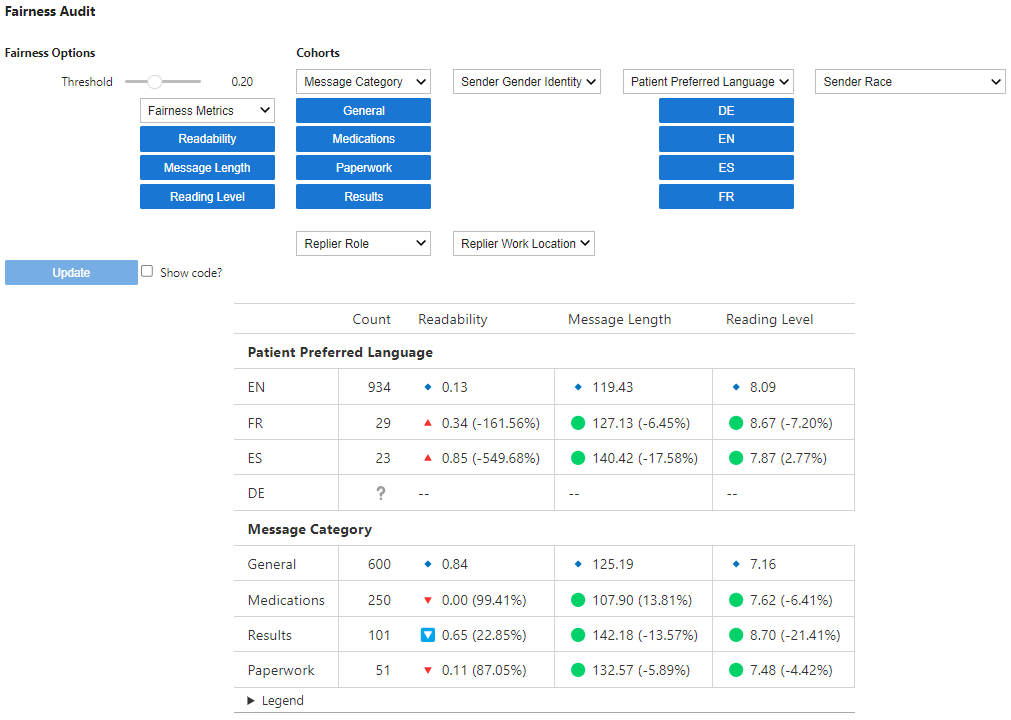 Fairness Audit
Fairness Options
Cohorts
Threshold 0.20
Message Category Sender Gender Identity Patient Preferred Language Sender Race
Fairness Metrics General DE
Readability Medications EN
Message Length Paperwork ES
Reading Level Results FR
Replier Role Replier Work Location
Update Show code?
Count Readability Message Length Reading Level
Patient Preferred Language
EN 934 0.13 119.43 8.09
FR 29 0.34 (-161.56%) 127.13 (-6.45%) 8.67 (-7.20%)
ES 23 0.85 (-549.68%) 140.42 (-17.58%) 7.87 (2.77%)
DE ? -- -- --
Message Category
General 600 0.84 125.19 7.16
Medications 250 0.00 (99.41%) 107.90 (13.81%) 7.62 (-6.41%)
Results 101 0.65 (22.85%) 142.18 (-13.57%) 8.70 (-21.41%)
Paperwork 51 0.11 (87.05%) 132.57 (-5.89%) 7.48 (-4.42%)
Legend